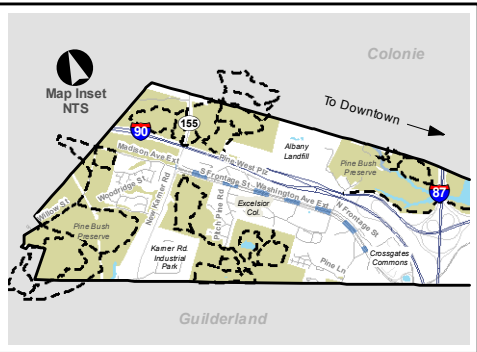 Colonie
Map Inset
NTS
To Downtown
155
90
Albany
Landfill
Madison Ave Ext
Pine West Plz
Pine Bush
Preserve
87
S Frontage St
Washington Ave Ext
N Frontage St
Woodridge St
New Karner Rd
Pitch Pine Rd
Excelsior
Col.
Willow St
Pine Bush
Preserve
Karner Rd.
Industrial
Park
Pine Ln
Crossgates
Commons
Guilderland